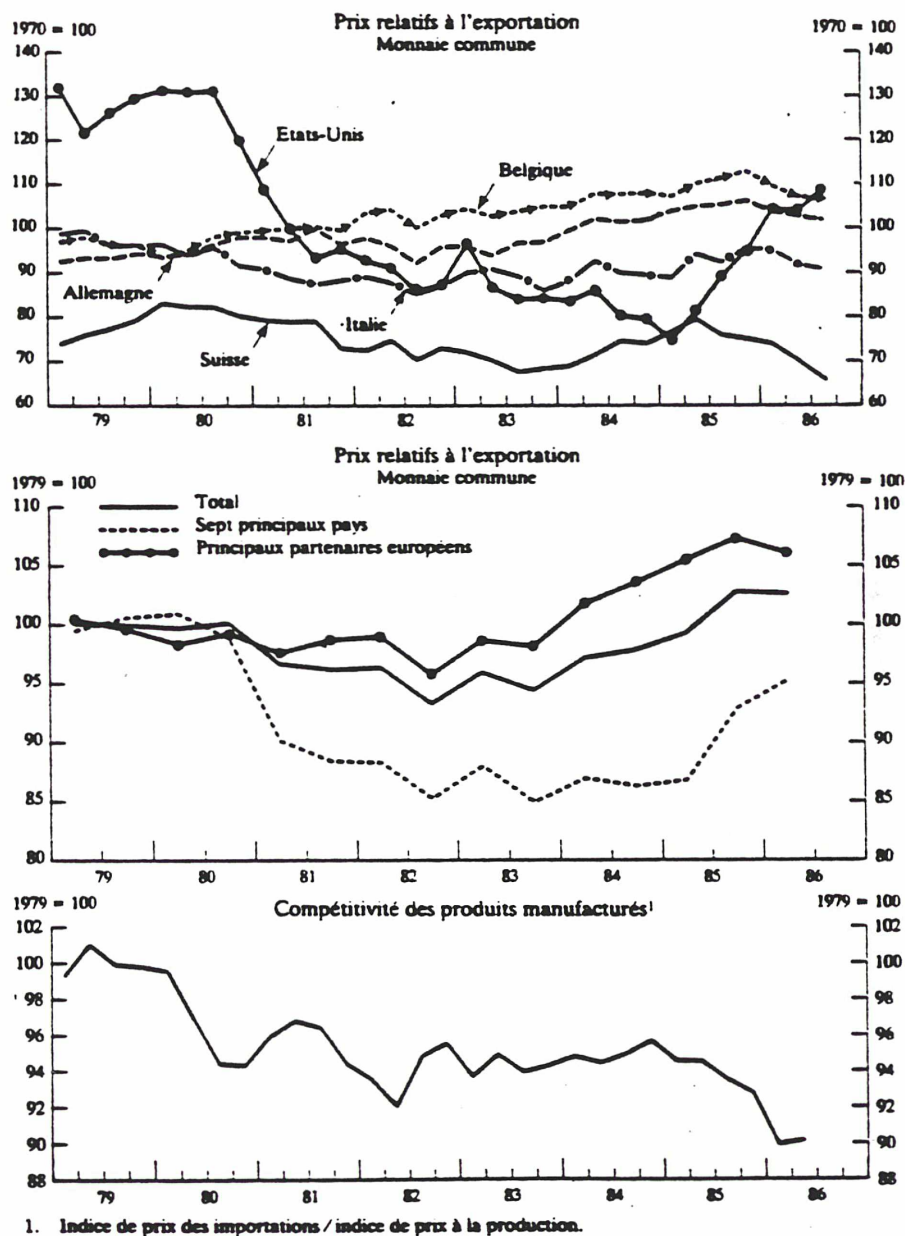 Prix relatifs à l'exportation
Monnaie commune
1970 = 100
1970 = 100
140
130
120
110
100
90
80
70
60
140
130
120
110
100
90
80
70
60
Etats-Unis
Belgique
Allemagne
Italie
Suisse
79 80 81 82 83 84 85 86
Prix relatifs à l'exportation
Monnaie commune
1979 = 100
1979 = 100
Total
Sept principaux pays
Principaux partenaires européens
110
105
100
95
90
85
80
110
105
100
95
90
85
80
79 80 81 82 83 84 85 86
1979 = 100
Compétitivité des produits manufacturés¹
1979 = 100
102
100
98
96
94
92
90
88
102
100
98
96
94
92
90
88
79 80 81 82 83 84 85 86
1. Indice de prix des importations / indice de prix à la production.